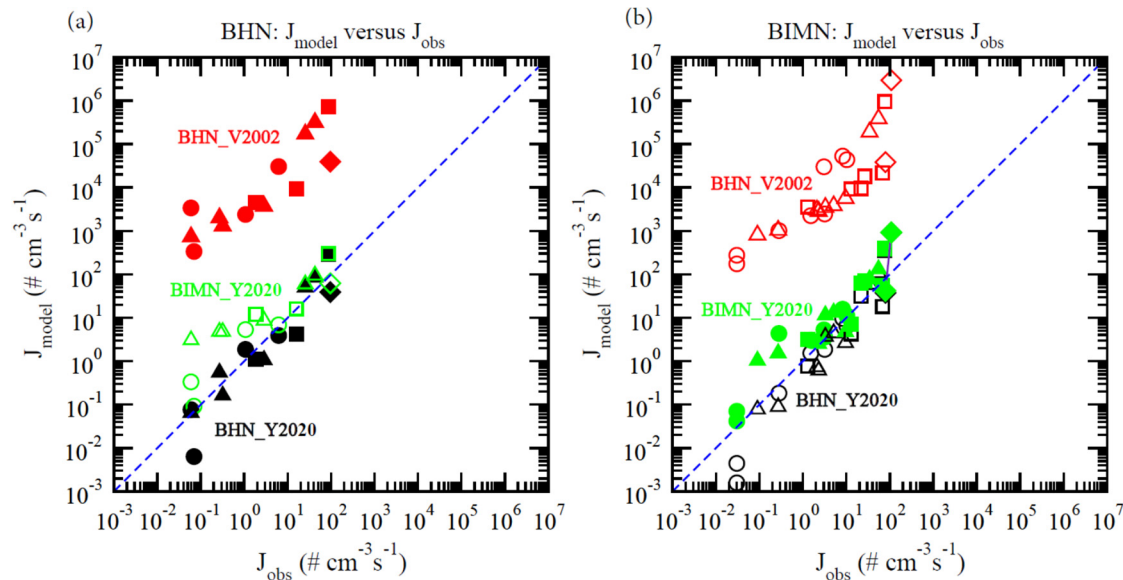 (a)
BHN: J_model versus J_obs
10^7
10^6
10^5
10^4
10^3
10^2
10^1
10^0
10^-1
10^-2
10^-3
J_model (# cm^-3 s^-1)
BHN_V2002
BIMN_Y2020
BHN_Y2020
10^-3 10^-2 10^-1 10^0 10^1 10^2 10^3 10^4 10^5 10^6 10^7
J_obs (# cm^-3 s^-1)
(b)
BIMN: J_model versus J_obs
10^7
10^6
10^5
10^4
10^3
10^2
10^1
10^0
10^-1
10^-2
10^-3
J_model (# cm^-3 s^-1)
BHN_V2002
BIMN_Y2020
BHN_Y2020
10^-3 10^-2 10^-1 10^0 10^1 10^2 10^3 10^4 10^5 10^6 10^7
J_obs (# cm^-3 s^-1)